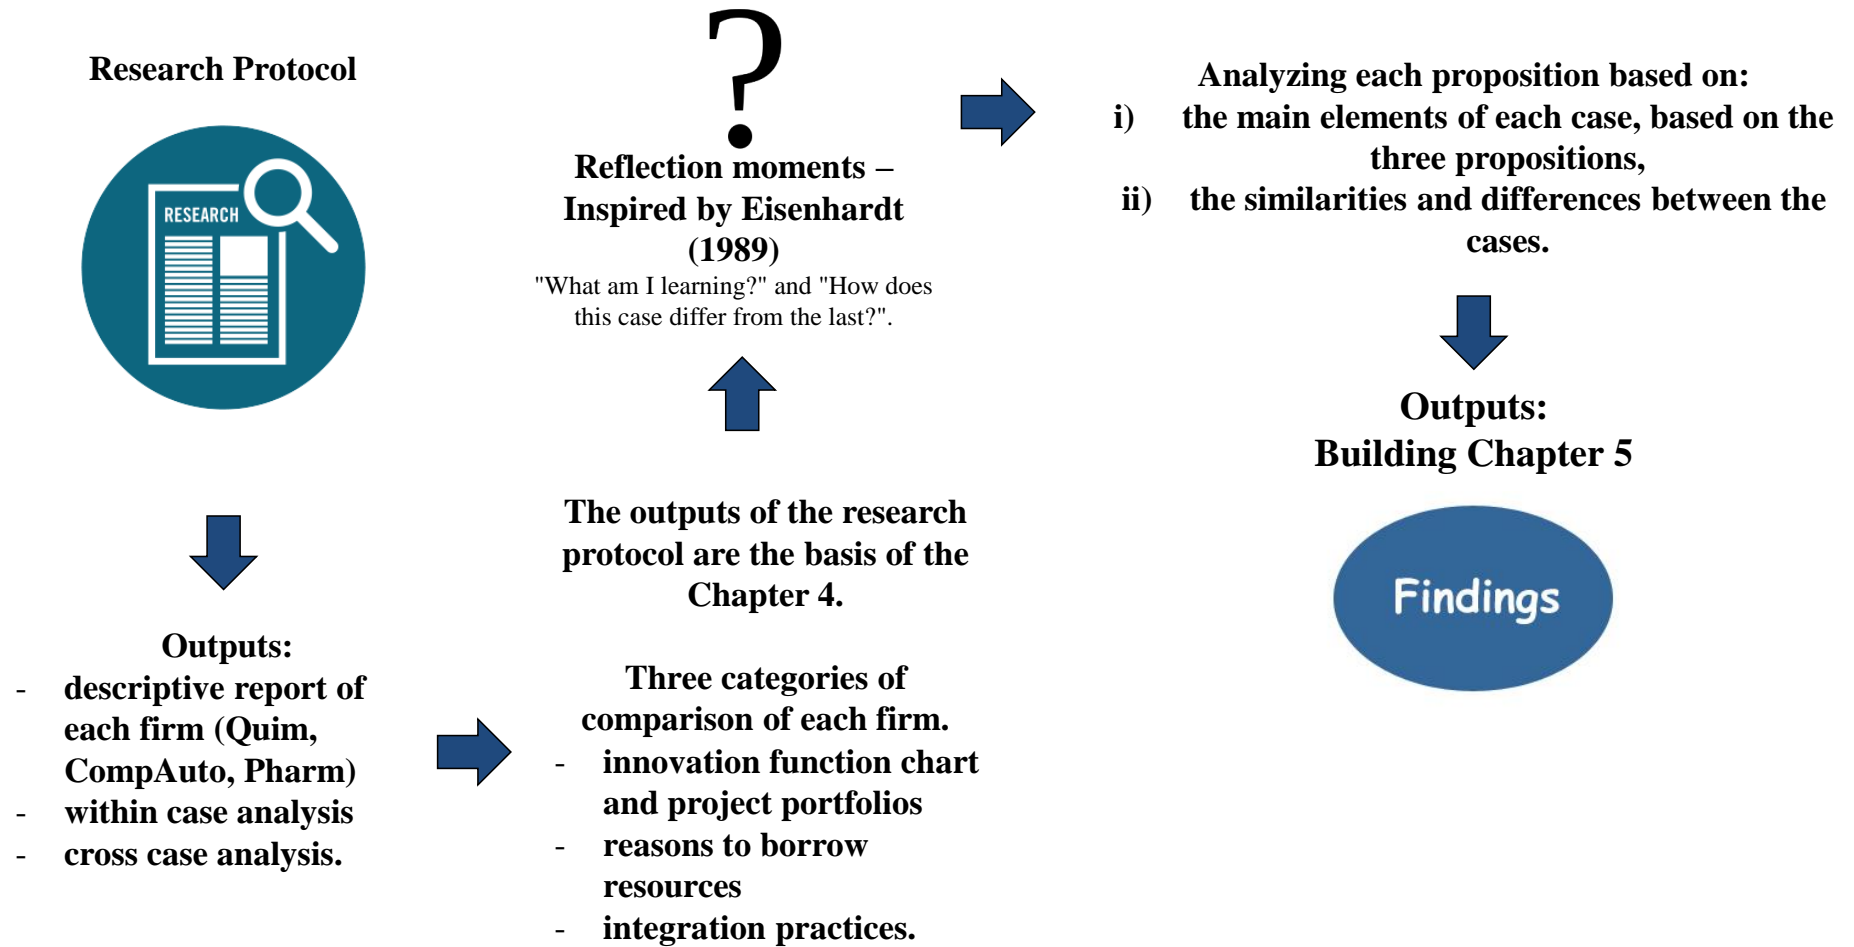 Research Protocol
RESEARCH
Outputs:
- descriptive report of
each firm (Quim,
CompAuto, Pharm)
- within case analysis
- cross case analysis.
The outputs of the research
protocol are the basis of the
Chapter 4.
Three categories of
comparison of each firm.
- innovation function chart
and project portfolios
- reasons to borrow
resources
- integration practices.
?
Reflection moments –
Inspired by Eisenhardt
(1989)
"What am I learning?" and "How does
this case differ from the last?".
Analyzing each proposition based on:
i) the main elements of each case, based on the
three propositions,
ii) the similarities and differences between the
cases.
Outputs:
Building Chapter 5
Findings